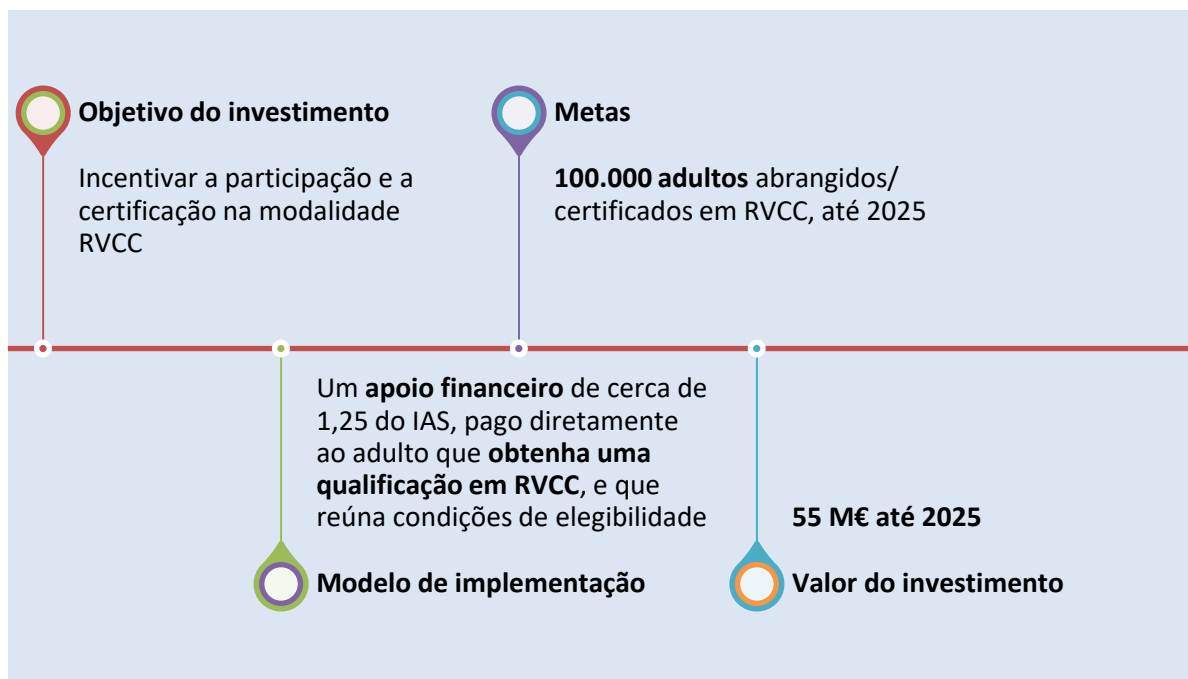 Objetivo do investimento
Incentivar a participação e a
certificação na modalidade
RVCC
Metas
100.000 adultos abrangidos/
certificados em RVCC, até 2025
Um apoio financeiro de cerca de
1,25 do IAS, pago diretamente
ao adulto que obtenha uma
qualificação em RVCC, e que
reúna condições de elegibilidade
Modelo de implementação
55 M€ até 2025
Valor do investimento